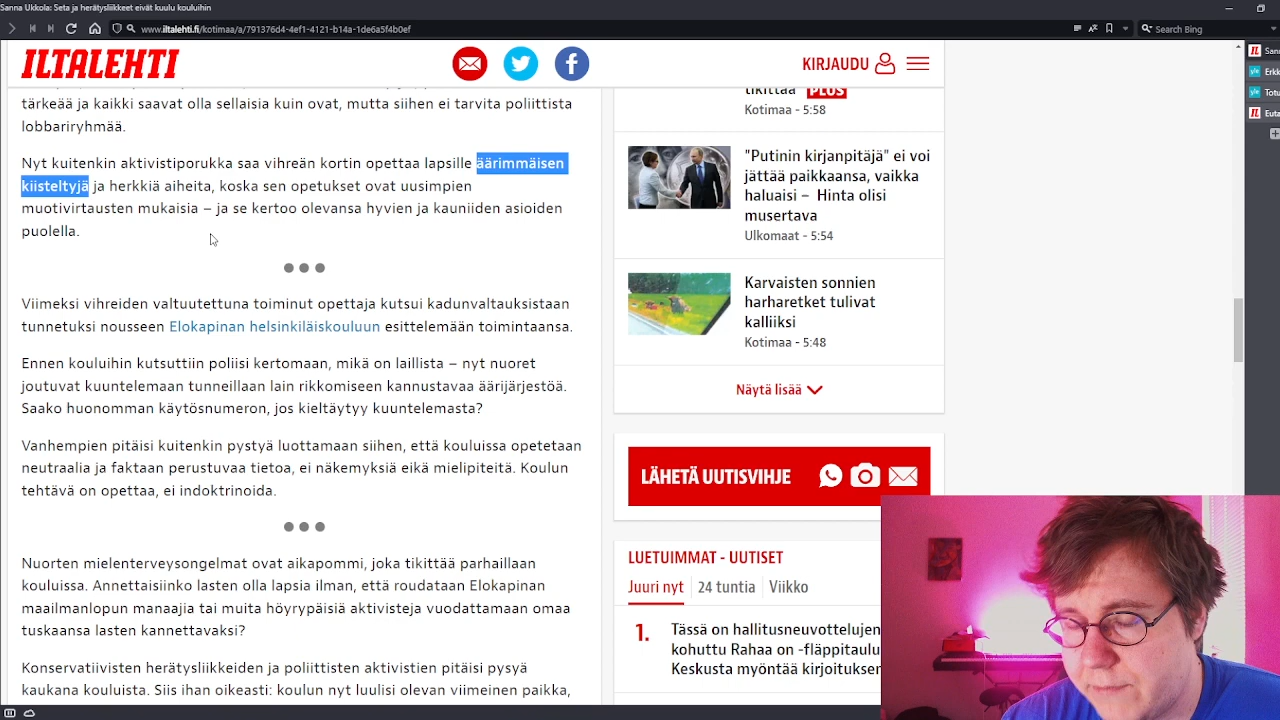 Sanna Ukkola: Seta ja herätysliikkeet eivät kuulu kouluihin
www.iltalehti.fi/kotimaa/a/791376d4-4ef1-4121-b14a-1de6a5f4b0ef
Search Bing
ILTALEHTI
KIRJAUDU
tärkeää ja kaikki saavat olla sellaisia kuin ovat, mutta siihen ei tarvita poliittista
lobbariryhmää.
Nyt kuitenkin aktivistiporukka saa vihreän kortin opettaa lapsille äärimmäisen
kiisteltyjä ja herkkiä aiheita, koska sen opetukset ovat uusimpien
muotivirtausten mukaisia – ja se kertoo olevansa hyvien ja kauniiden asioiden
puolella.
Viimeksi vihreiden valtuutettuna toiminut opettaja kutsui kadunvaltauksistaan
tunnetuksi nousseen Elokapinan helsinkiläiskouluun esittelemään toimintaansa.
Ennen kouluihin kutsuttiin poliisi kertomaan, mikä on laillista – nyt nuoret
joutuvat kuuntelemaan tunneillaan lain rikkomiseen kannustavaa äärijärjestöä.
Saako huonomman käytösnumeron, jos kieltäytyy kuuntelemasta?
Vanhempien pitäisi kuitenkin pystyä luottamaan siihen, että kouluissa opetetaan
neutraalia ja faktaan perustuvaa tietoa, ei näkemyksiä eikä mielipiteitä. Koulun
tehtävä on opettaa, ei indoktrinoida.
Nuorten mielenterveysongelmat ovat aikapommi, joka tikittää parhaillaan
kouluissa. Annettaisiinko lasten olla lapsia ilman, että roudataan Elokapinan
maailmanlopun manaajia tai muita höyrypäisiä aktivisteja vuodattamaan omaa
tuskaansa lasten kannettavaksi?
Konservatiivisten herätysliikkeiden ja poliittisten aktivistien pitäisi pysyä
kaukana kouluista. Siis ihan oikeasti: koulun nyt luulisi olevan viimeinen paikka,
tikittää PLUS
Kotimaa - 5:58
"Putinin kirjanpitäjä" ei voi
jättää paikkaansa, vaikka
haluaisi – Hinta olisi
musertava
Ulkomaat - 5:54
Karvaisten sonnien
harharetket tulivat
kalliiksi
Kotimaa - 5:48
Näytä lisää
LÄHETÄ UUTISVIHJE
LUETUIMMAT - UUTISET
Juuri nyt 24 tuntia Viikko
1. Tässä on hallitusneuvottelujen
kohuttu Rahaa on -fläppitaulu
Keskusta myöntää kirjoituksen
Sann
yle Erkk
yle Totu
Euta